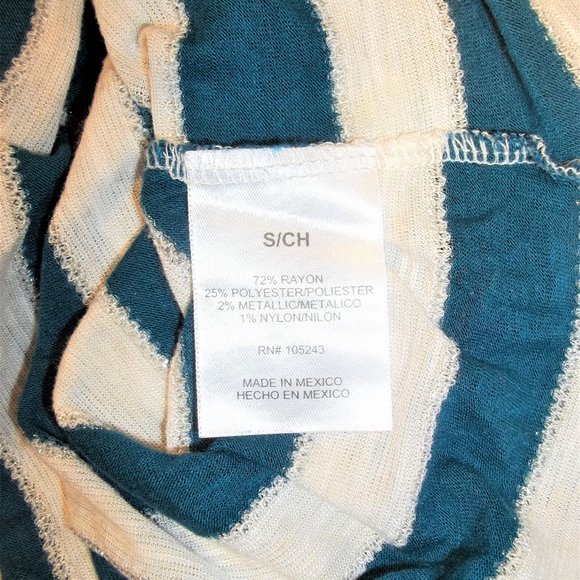 S/CH
72% RAYON
25% POLYESTER/POLIESTER
2% METALLIC/METALICO
1% NYLON/NILON
RN# 105243
MADE IN MEXICO
HECHO EN MEXICO